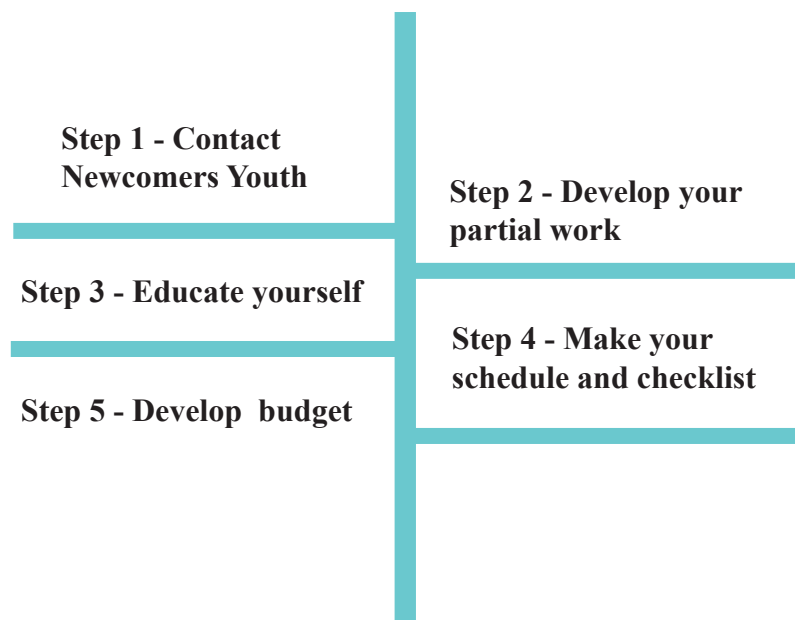 Step 1 - Contact
Newcomers Youth
Step 2 - Develop your
partial work
Step 3 - Educate yourself
Step 4 - Make your
schedule and checklist
Step 5 - Develop  budget